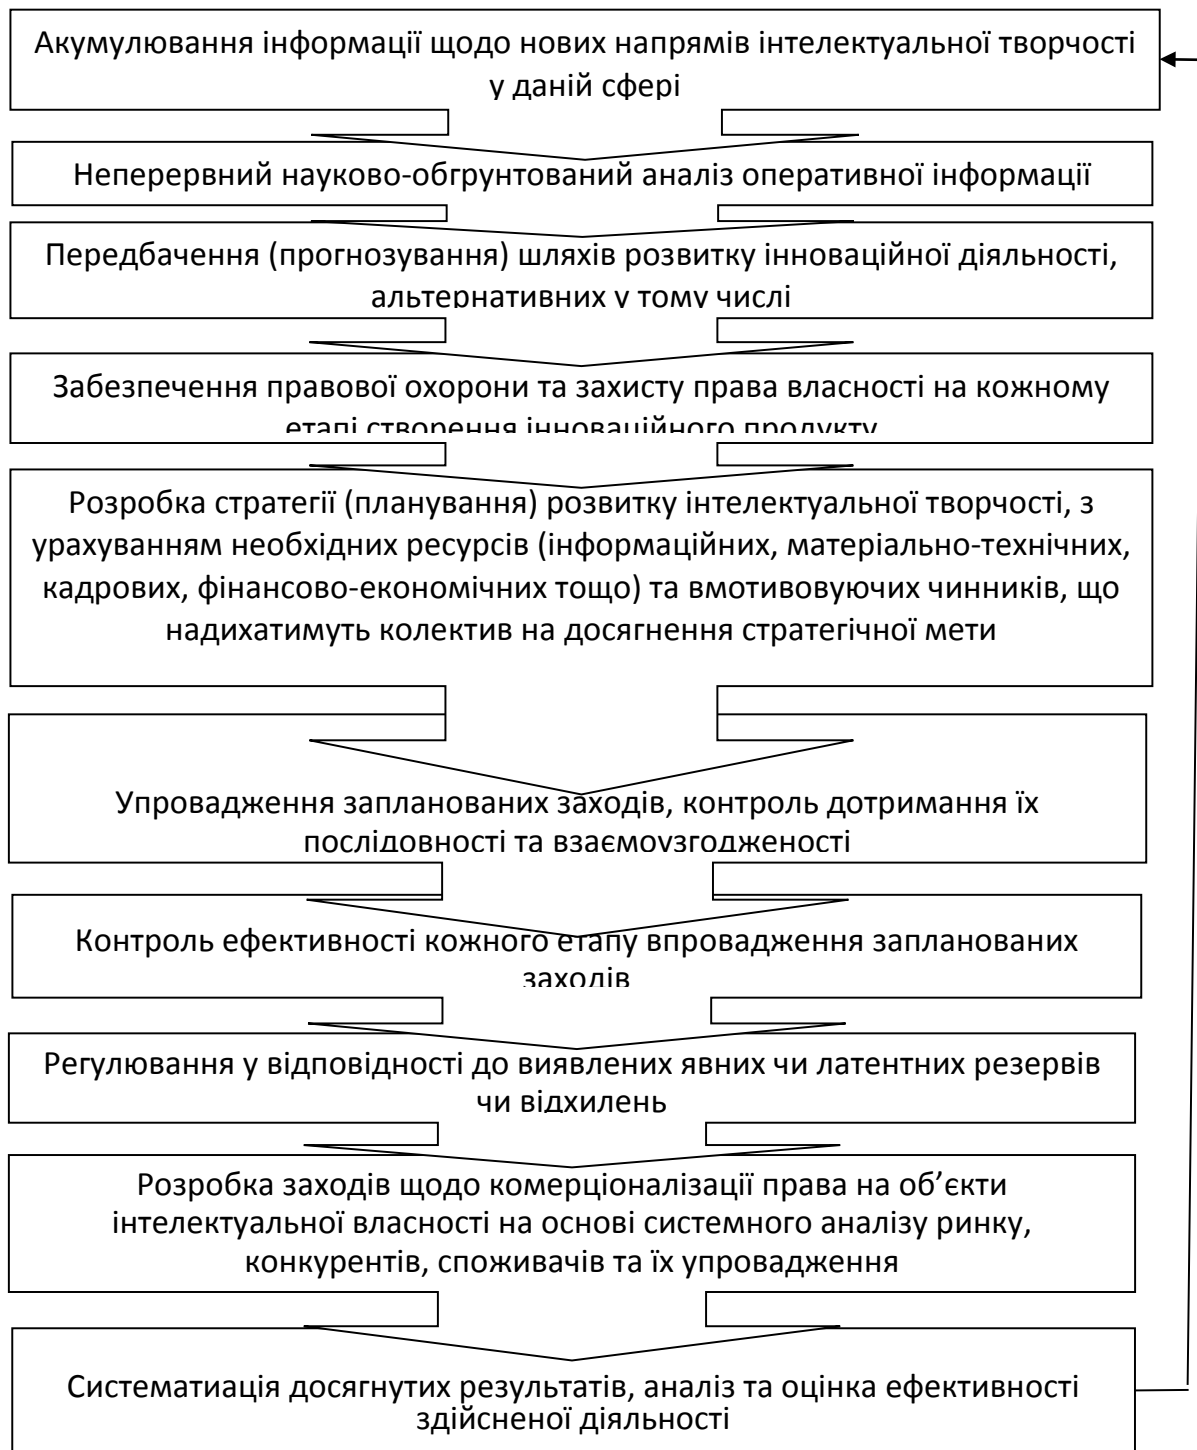 Акумулювання інформації щодо нових напрямів інтелектуальної творчості
у даній сфері
Неперервний науково-обгрунтований аналіз оперативної інформації
Передбачення (прогнозування) шляхів розвитку інноваційної діяльності,
альтернативних у тому числі
Забезпечення правової охорони та захисту права власності на кожному
етапі створення інноваційного продукту
Розробка стратегії (планування) розвитку інтелектуальної творчості, з
урахуванням необхідних ресурсів (інформаційних, матеріально-технічних,
кадрових, фінансово-економічних тощо) та вмотивовуючих чинників, що
надихатимуть колектив на досягнення стратегічної мети
Упровадження запланованих заходів, контроль дотримання їх
послідовності та взаємоузгодженості
Контроль ефективності кожного етапу впровадження запланованих
заходів
Регулювання у відповідності до виявлених явних чи латентних резервів
чи відхилень
Розробка заходів щодо комерціоналізації права на об’єкти
інтелектуальної власності на основі системного аналізу ринку,
конкурентів, споживачів та їх упровадження
Систематиація досягнутих результатів, аналіз та оцінка ефективності
здійсненої діяльності